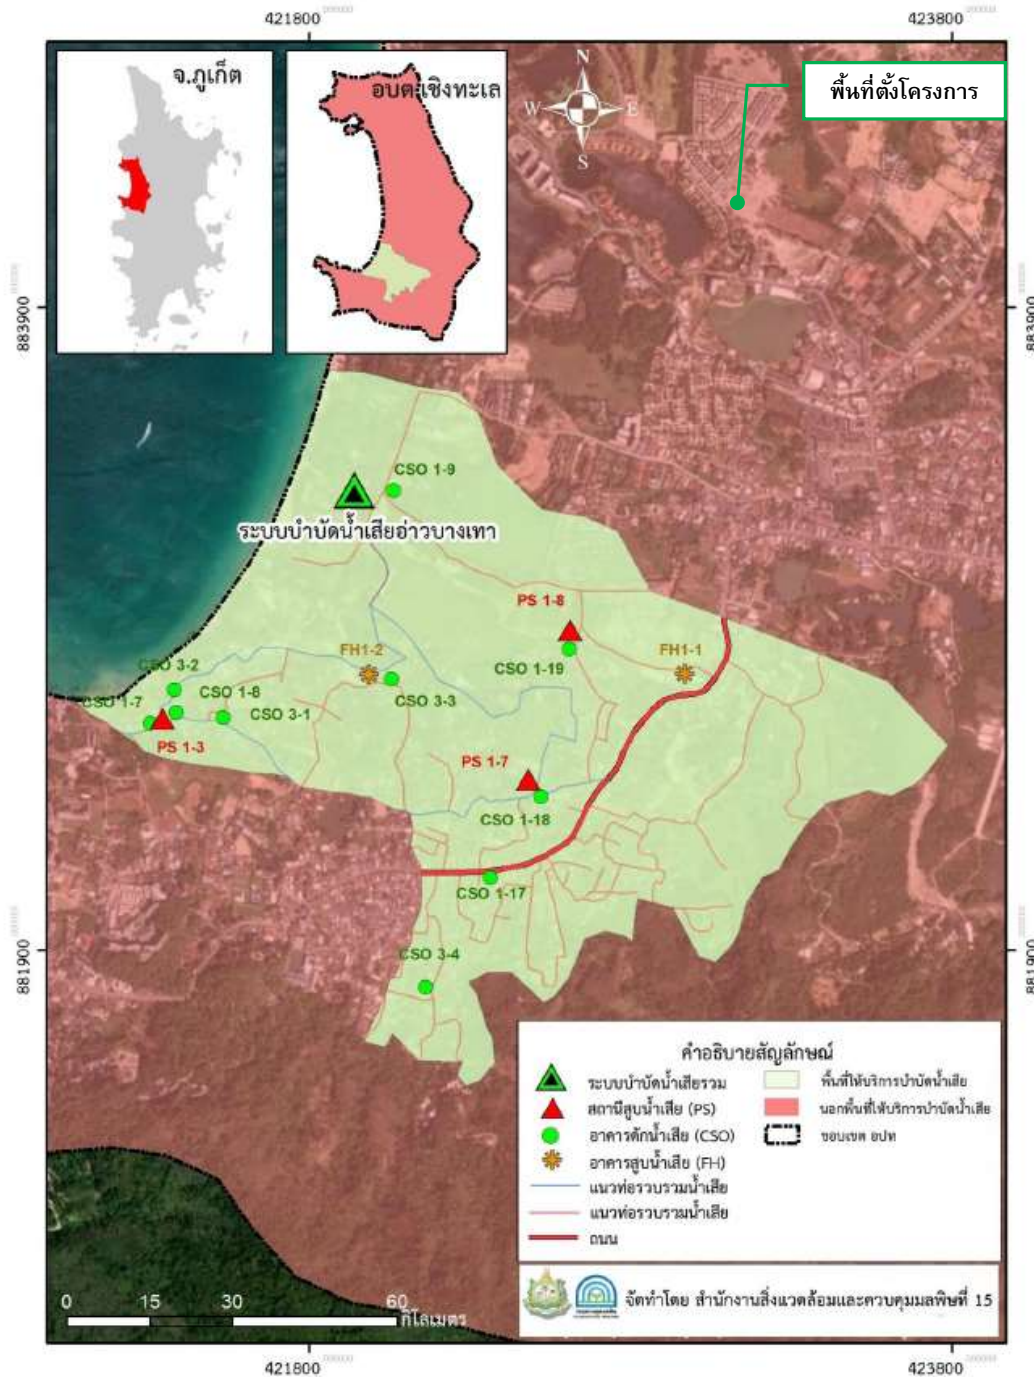 421800
423800
จ.ภูเก็ต
อบต.เชิงทะเล
N
W
E
S
พื้นที่ตั้งโครงการ
883900
883900
CSO 1-9
ระบบบำบัดน้ำเสียอ่าวบางเทา
PS 1-8
CSO 1-19
FH1-1
FH1-2
CSO 3-3
CSO 3-2
CSO 1-7
CSO 1-8
CSO 3-1
PS 1-3
PS 1-7
CSO 1-18
CSO 1-17
CSO 3-4
881900
881900
คำอธิบายสัญลักษณ์
ระบบบำบัดน้ำเสียรวม
สถานีสูบน้ำเสีย (PS)
อาคารดักน้ำเสีย (CSO)
อาคารสูบน้ำเสีย (FH)
แนวท่อรวบรวมน้ำเสีย
แนวท่อรวบรวมน้ำเสีย
ถนน
พื้นที่ให้บริการบำบัดน้ำเสีย
นอกพื้นที่ให้บริการบำบัดน้ำเสีย
ขอบเขต อปท
จัดทำโดย สำนักงานสิ่งแวดล้อมและควบคุมมลพิษที่ 15
0 15 30 60
กิโลเมตร
421800
423800